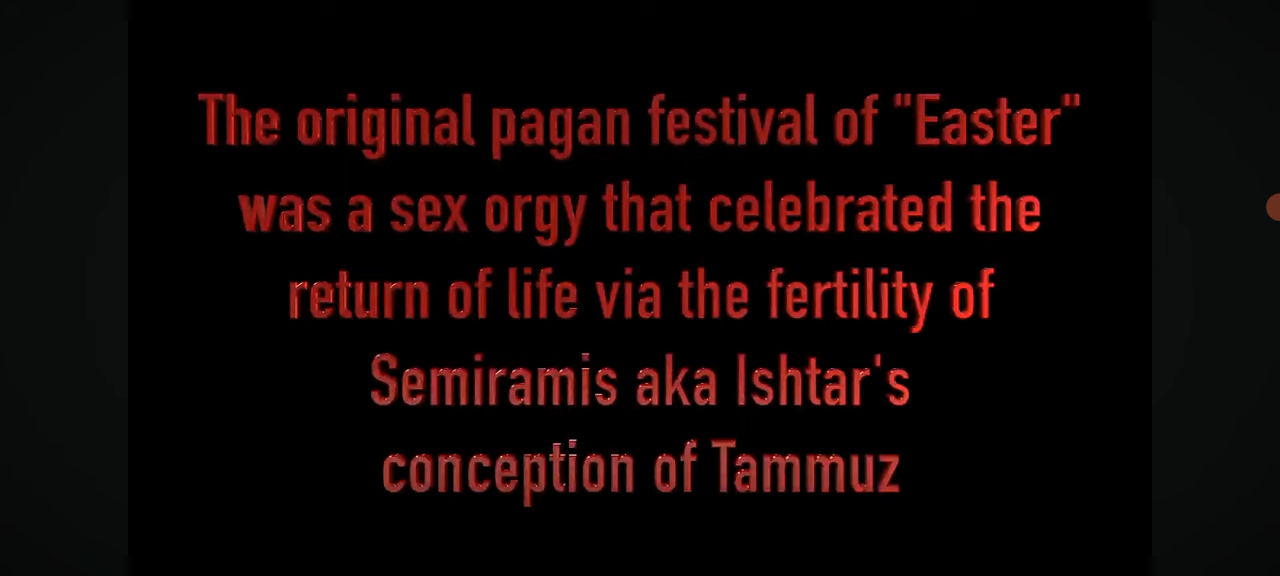 The original pagan festival of "Easter"
was a sex orgy that celebrated the
return of life via the fertility of
Semiramis aka Ishtar's
conception of Tammuz